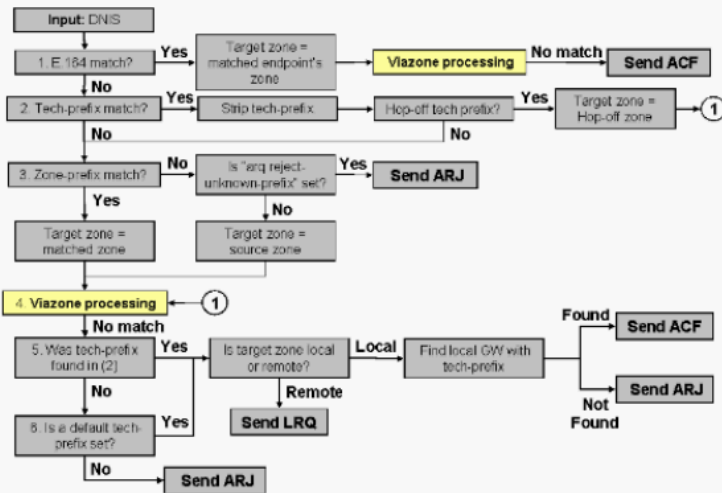 Input: DNIS
1. E.164 match?
Yes
Target zone =
matched endpoint's
zone
Viazone processing
No match
Send ACF
No
2. Tech-prefix match?
Yes
Strip tech-prefix
Hop-off tech prefix?
Yes
Target zone =
Hop-off zone
1
No
No
3. Zone-prefix match?
No
Is "arq reject-
unknown-prefix" set?
Yes
Send ARJ
Yes
No
Target zone =
matched zone
Target zone =
source zone
4. Viazone processing
1
No match
5. Was tech-prefix
found in (2)
Yes
Is target zone local
or remote?
Local
Find local GW with
tech-prefix
Found
Send ACF
No
Remote
Send LRQ
Send ARJ
Not
Found
6. Is a default tech-
prefix set?
Yes
No
Send ARJ